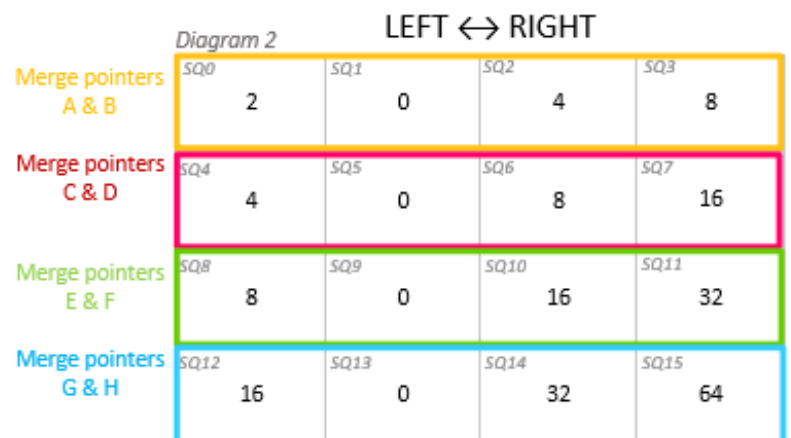 Diagram 2
LEFT ↔ RIGHT
Merge pointers
A & B
SQ0 SQ1 SQ2 SQ3
2 0 4 8
Merge pointers
C & D
SQ4 SQ5 SQ6 SQ7
4 0 8 16
Merge pointers
E & F
SQ8 SQ9 SQ10 SQ11
8 0 16 32
Merge pointers
G & H
SQ12 SQ13 SQ14 SQ15
16 0 32 64